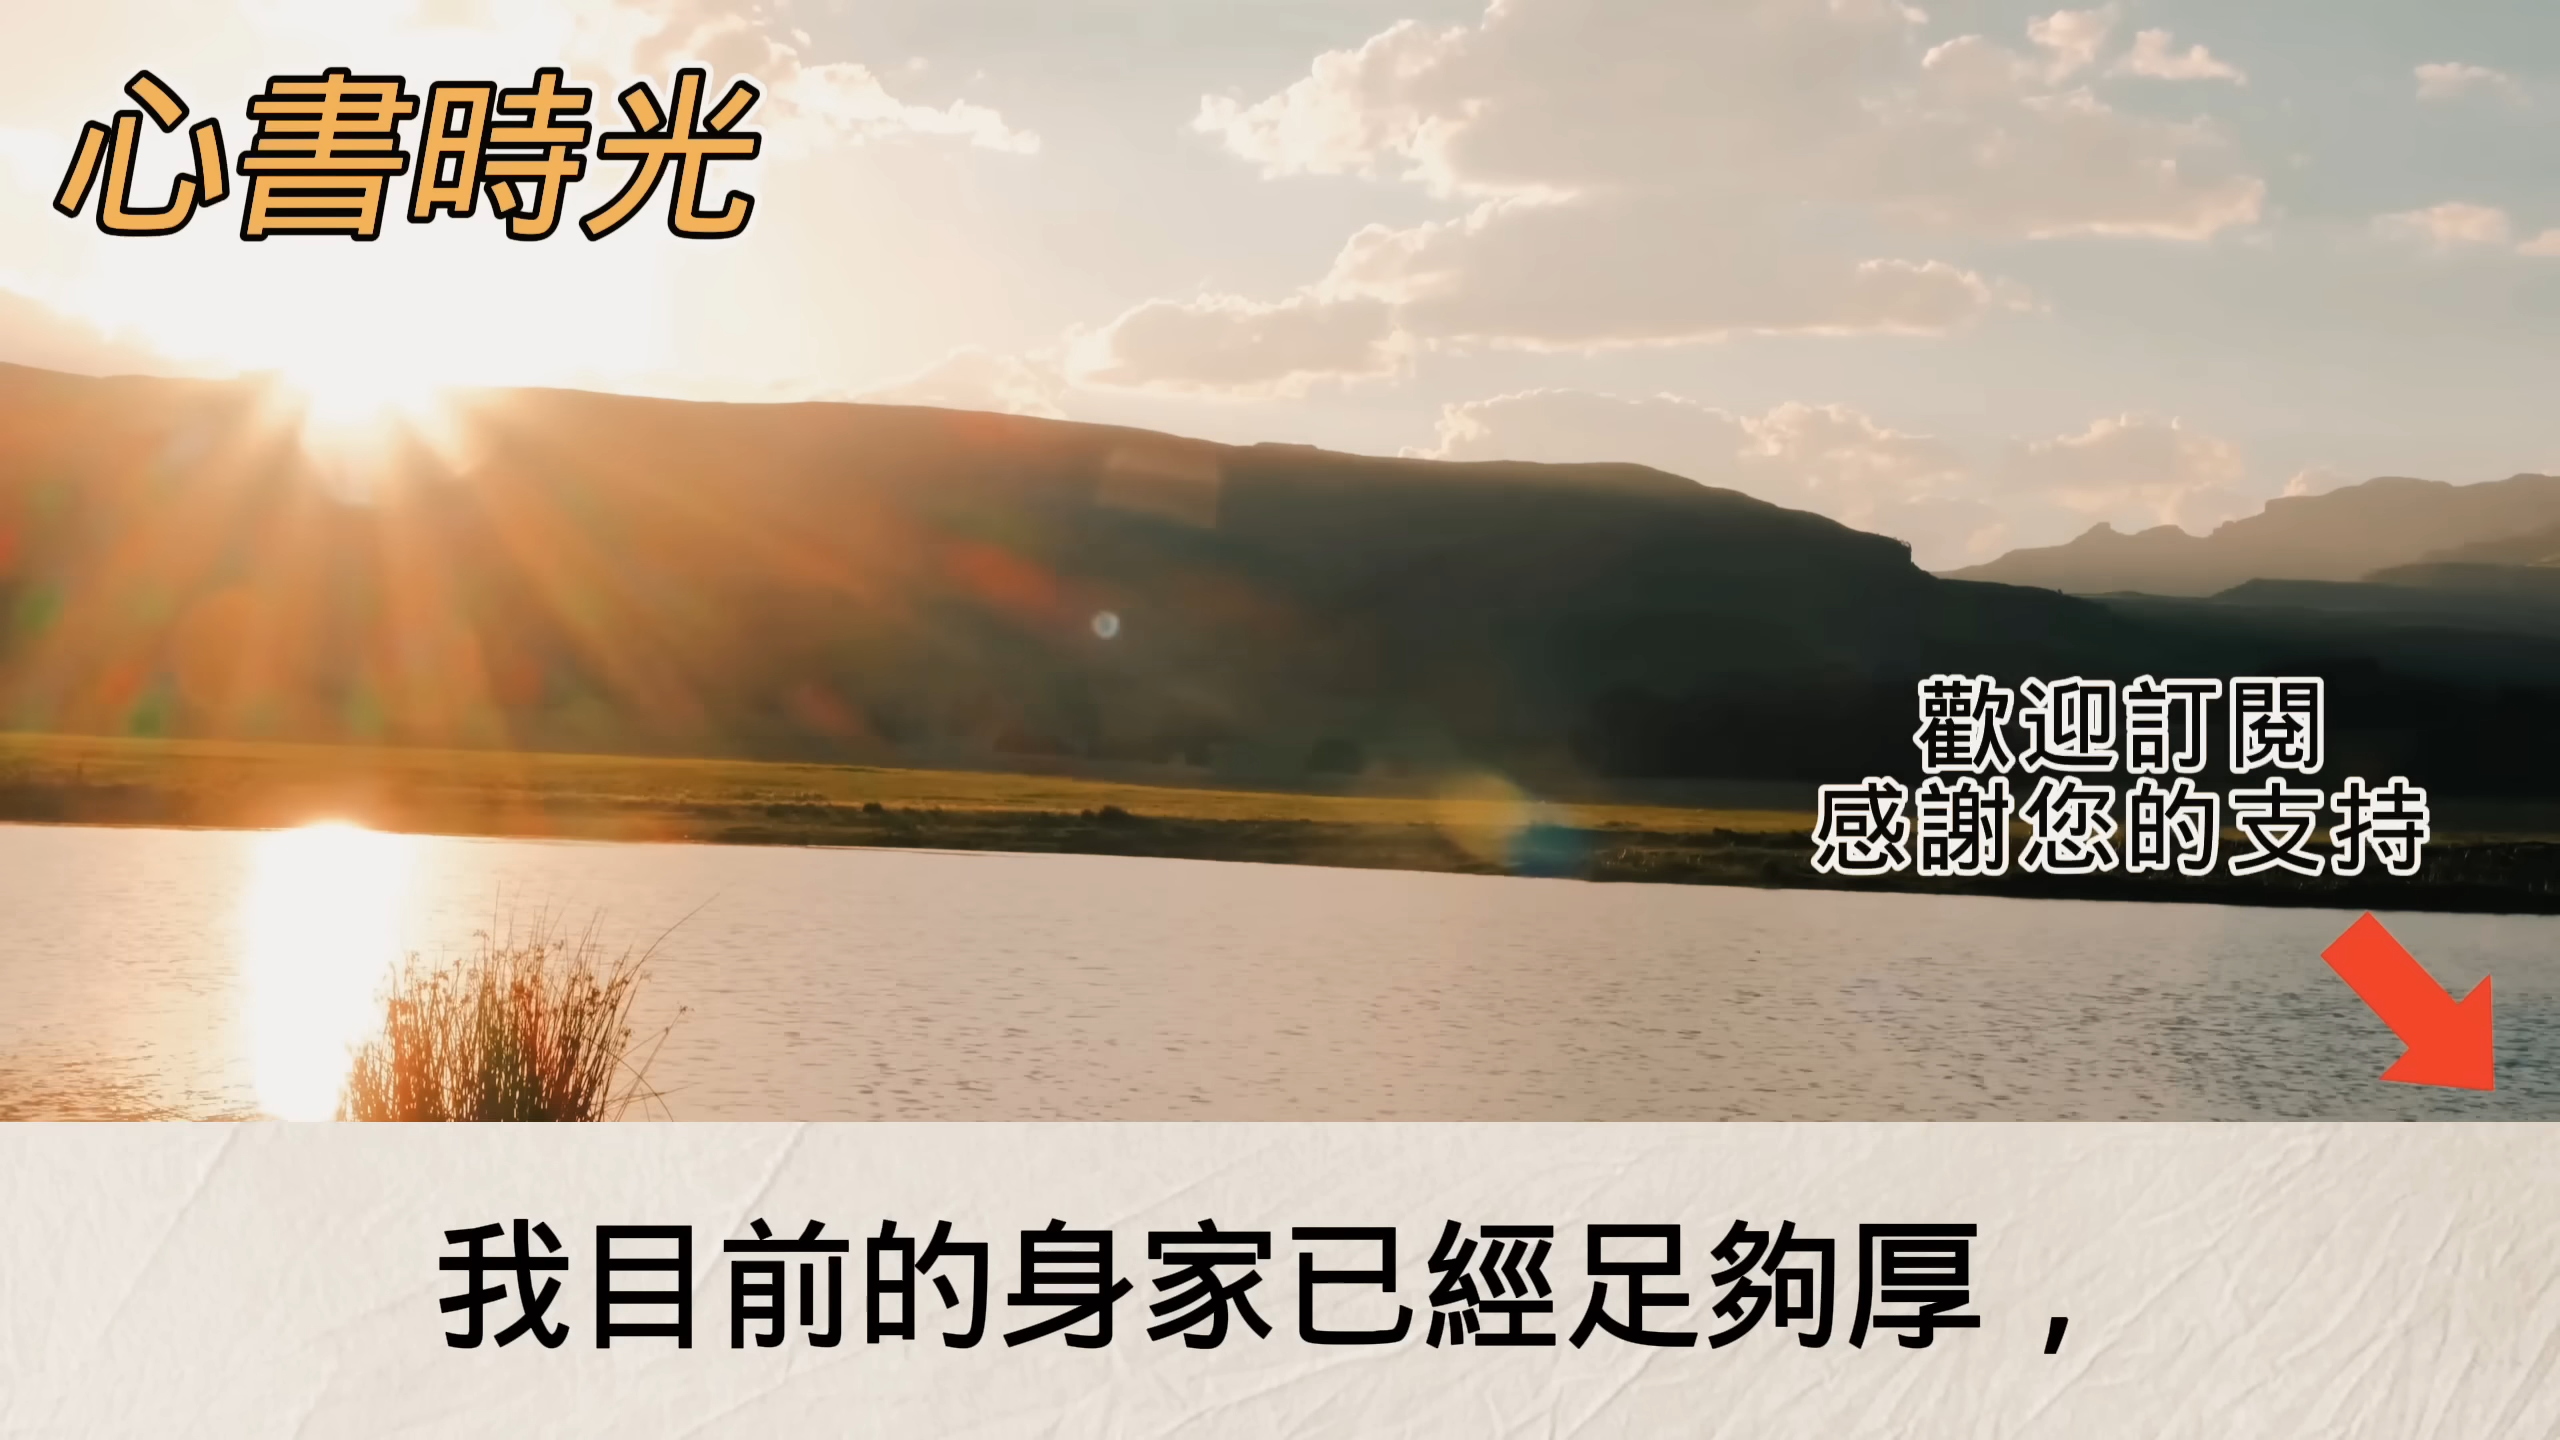 心書時光
歡迎訂閱
感謝您的支持
我目前的身家已經足夠厚，